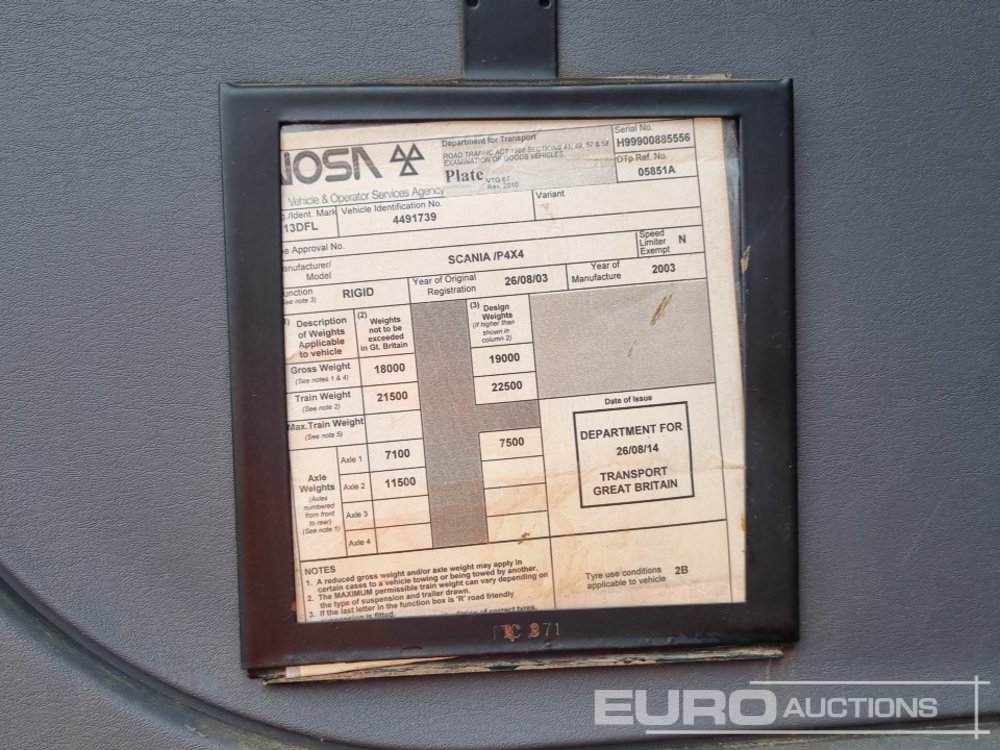 VOSA
Vehicle & Operator Services Agency
Department for Transport
ROAD TRAFFIC ACT 1988 SECTIONS 41, 49, 57 & 58
EXAMINATION OF GOODS VEHICLES
Plate VTG 6T
Rev. 2010
Serial No.
H99900885556
DTp Ref. No.
05851A
./Ident. Mark
13DFL
Vehicle Identification No.
4491739
Variant
Approval No.
Manufacturer/
Model
SCANIA /P4X4
Speed
Limiter
Exempt
N
Function
(See note 3)
RIGID
Year of Original
Registration
26/08/03
Year of
Manufacture
2003
Description
of Weights
Applicable
to vehicle
(2) Weights
not to be
exceeded
in Gt. Britain
(3) Design
Weights
(if higher than
shown in
column 2)
Gross Weight
(See notes 1 & 4)
18000
19000
Train Weight
(See note 2)
21500
22500
Max.Train Weight
(See note 5)
Axle
Weights
(Axles
numbered
from front
to rear)
(See note 1)
Axle 1
7100
7500
Axle 2
11500
Axle 3
Axle 4
Date of Issue
DEPARTMENT FOR
26/08/14
TRANSPORT
GREAT BRITAIN
Tyre use conditions
applicable to vehicle
2B
NOTES
1. A reduced gross weight and/or axle weight may apply in
certain cases to a vehicle towing or being towed by another.
2. The MAXIMUM permissible train weight can vary depending on
the type of suspension and trailer drawn.
3. If the last letter in the function box is 'R' road friendly
suspension is fitted.
of correct tyres.
EURO AUCTIONS